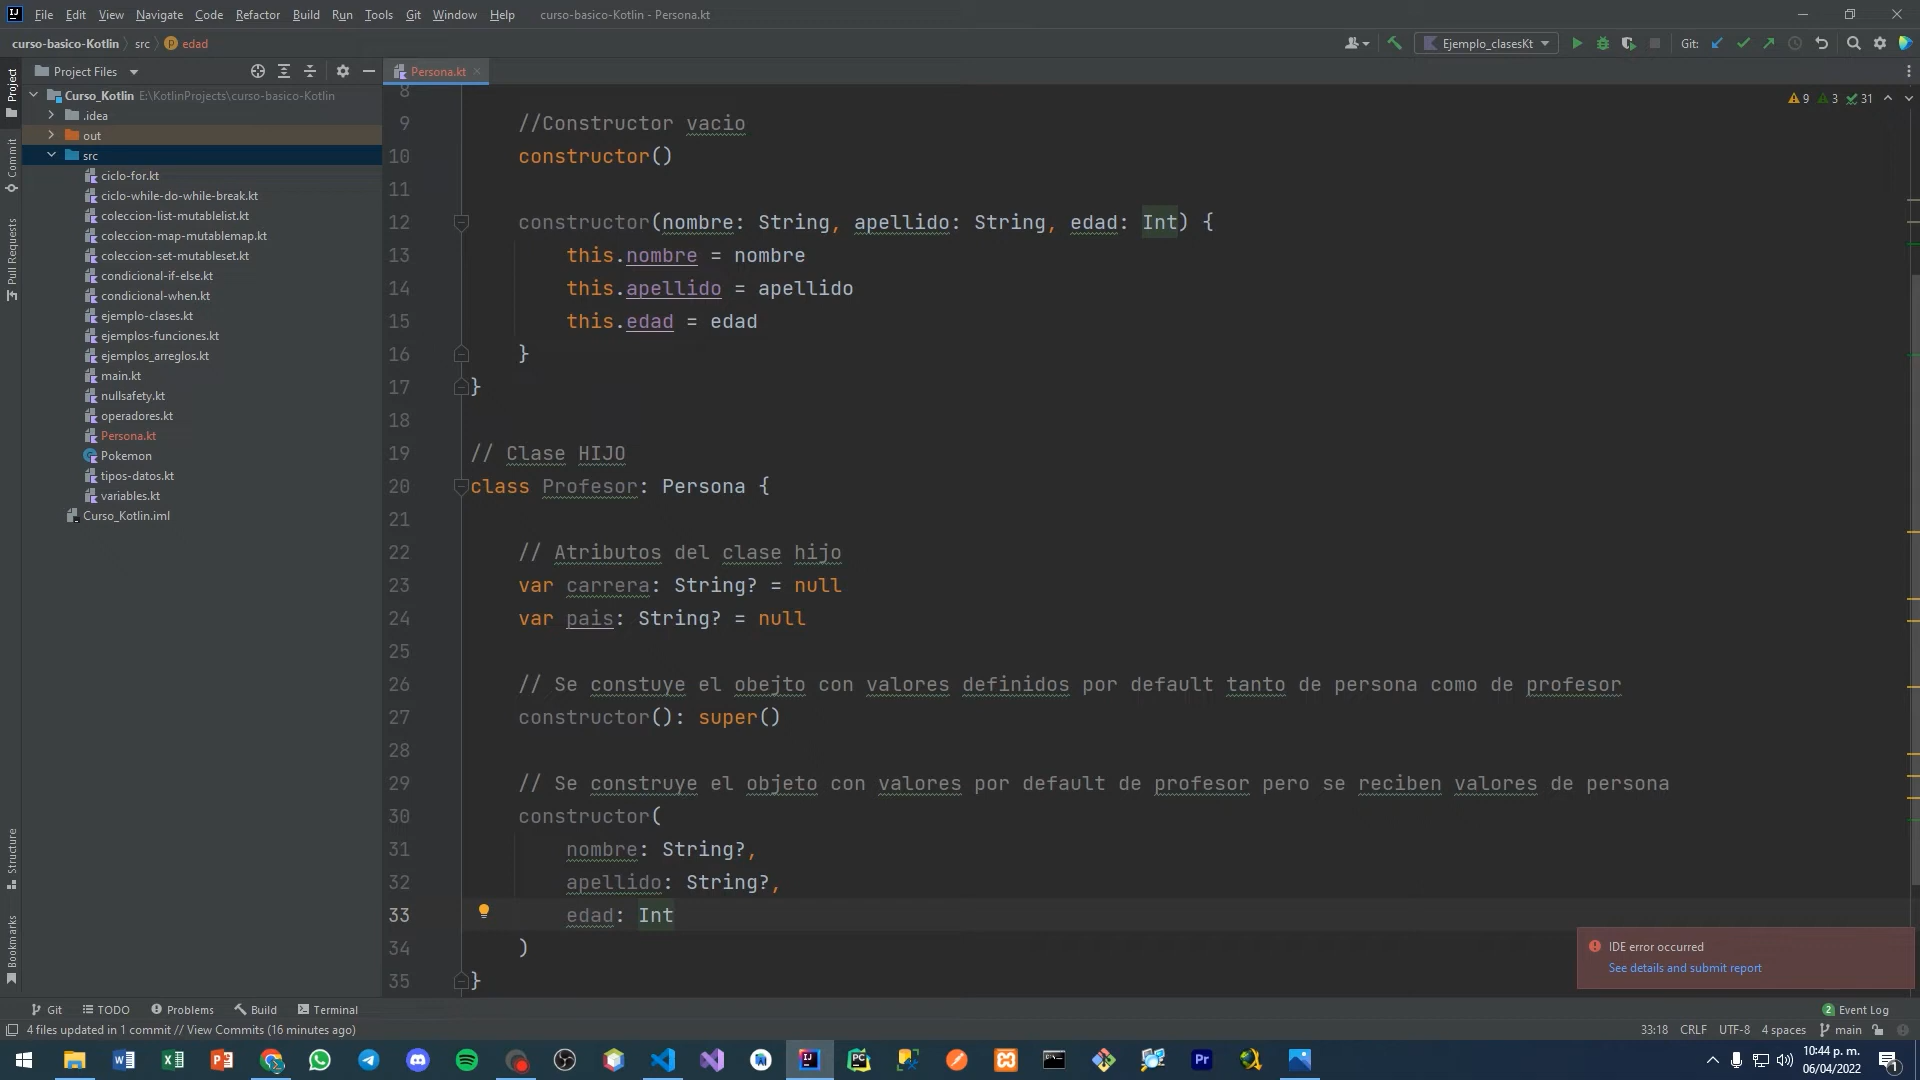 File Edit View Navigate Code Refactor Build Run Tools Git Window Help curso-basico-Kotlin - Persona.kt
curso-basico-Kotlin src edad Ejemplo_clasesKt Git:
Project Files
Persona.kt
Project
Commit
Pull Requests
Structure
Bookmarks
Curso_Kotlin E:\KotlinProjects\curso-basico-Kotlin
.idea
out
src
ciclo-for.kt
ciclo-while-do-while-break.kt
coleccion-list-mutablelist.kt
coleccion-map-mutablemap.kt
coleccion-set-mutableset.kt
condicional-if-else.kt
condicional-when.kt
ejemplo-clases.kt
ejemplos-funciones.kt
ejemplos_arreglos.kt
main.kt
nullsafety.kt
operadores.kt
Persona.kt
Pokemon
tipos-datos.kt
variables.kt
Curso_Kotlin.iml
9 3 31
8
9 //Constructor vacio
10 constructor()
11
12 constructor(nombre: String, apellido: String, edad: Int) {
13 this.nombre = nombre
14 this.apellido = apellido
15 this.edad = edad
16 }
17 }
18
19 // Clase HIJO
20 class Profesor: Persona {
21
22 // Atributos del clase hijo
23 var carrera: String? = null
24 var pais: String? = null
25
26 // Se constuye el obejto con valores definidos por default tanto de persona como de profesor
27 constructor(): super()
28
29 // Se construye el objeto con valores por default de profesor pero se reciben valores de persona
30 constructor(
31 nombre: String?,
32 apellido: String?,
33 edad: Int
34 )
35 }
IDE error occurred
See details and submit report
Git TODO Problems Build Terminal 2 Event Log
4 files updated in 1 commit // View Commits (16 minutes ago) 33:18 CRLF UTF-8 4 spaces main
10:44 p. m.
06/04/2022
1